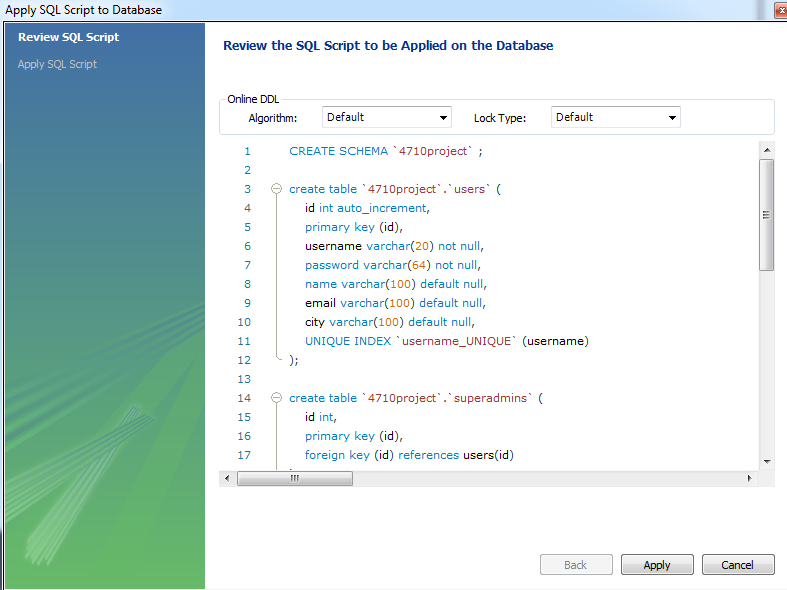 Apply SQL Script to Database
Review SQL Script
Apply SQL Script
Review the SQL Script to be Applied on the Database
Online DDL
Algorithm: Default Lock Type: Default
1 CREATE SCHEMA `4710project` ;
2
3 create table `4710project`.`users` (
4 id int auto_increment,
5 primary key (id),
6 username varchar(20) not null,
7 password varchar(64) not null,
8 name varchar(100) default null,
9 email varchar(100) default null,
10 city varchar(100) default null,
11 UNIQUE INDEX `username_UNIQUE` (username)
12 );
13
14 create table `4710project`.`superadmins` (
15 id int,
16 primary key (id),
17 foreign key (id) references users(id)
Back Apply Cancel